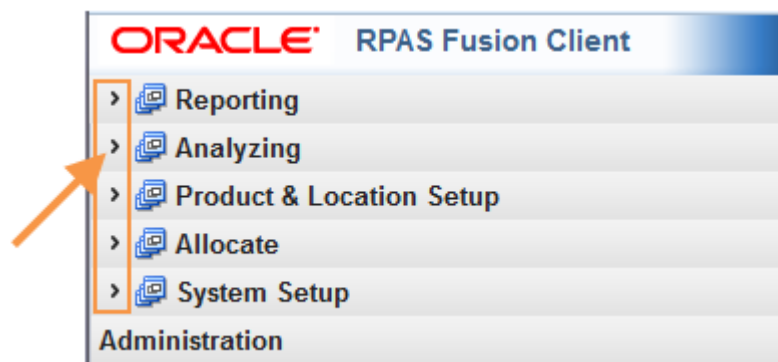 ORACLE RPAS Fusion Client
Reporting
Analyzing
Product & Location Setup
Allocate
System Setup
Administration